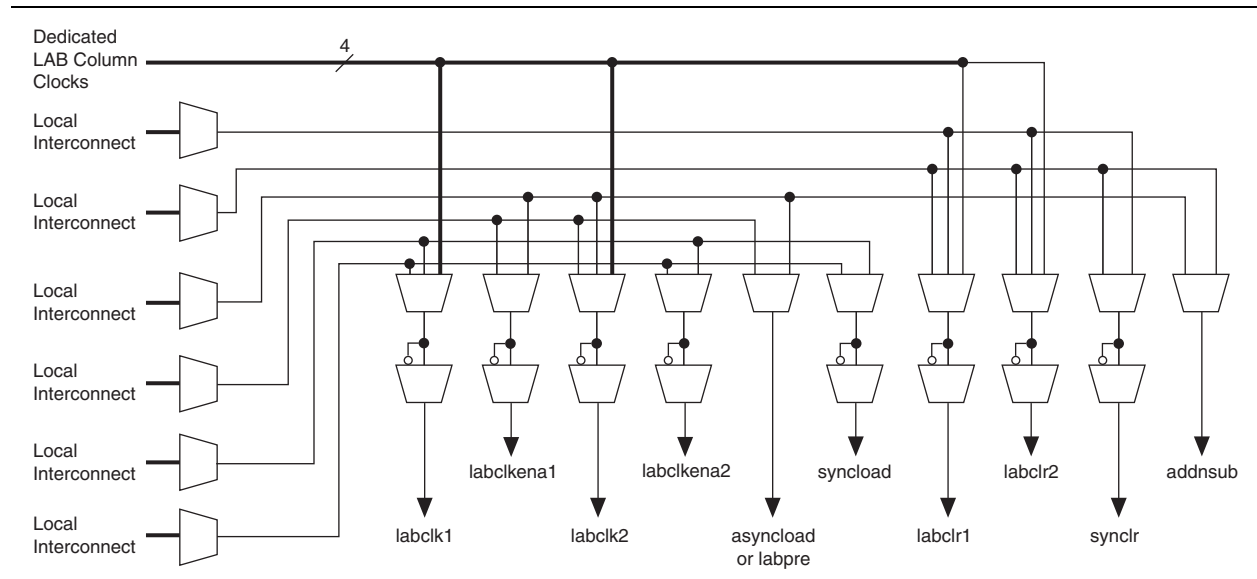 Dedicated
LAB Column
Clocks
4
Local
Interconnect
Local
Interconnect
Local
Interconnect
Local
Interconnect
Local
Interconnect
Local
Interconnect
labclkena1
labclkena2
syncload
labclr2
addnsub
labclk1
labclk2
asyncload
or labpre
labclr1
synclr